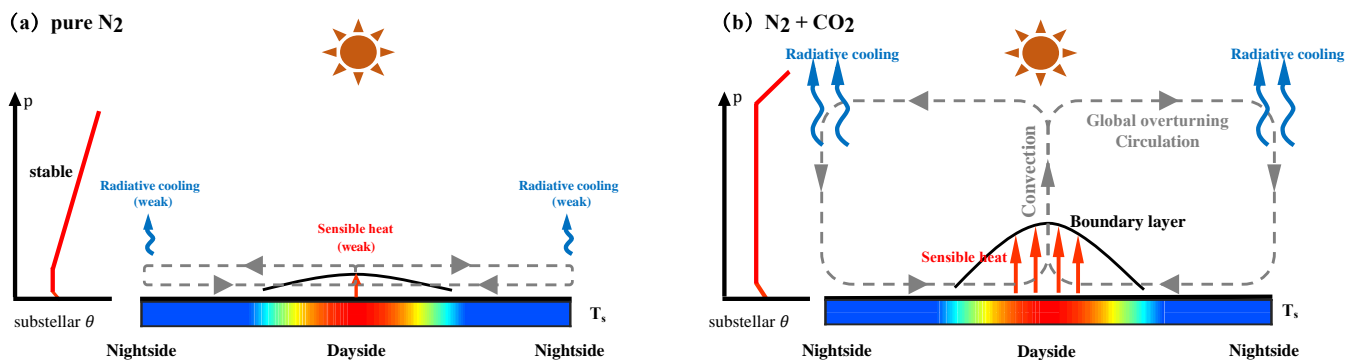 (a) pure N2
p
stable
Radiative cooling
(weak)
Sensible heat
(weak)
Radiative cooling
(weak)
substellar θ
Ts
Nightside
Dayside
Nightside
(b) N2 + CO2
Radiative cooling
Radiative cooling
p
Global overturning
Circulation
Convection
Boundary layer
Sensible heat
substellar θ
Ts
Nightside
Dayside
Nightside